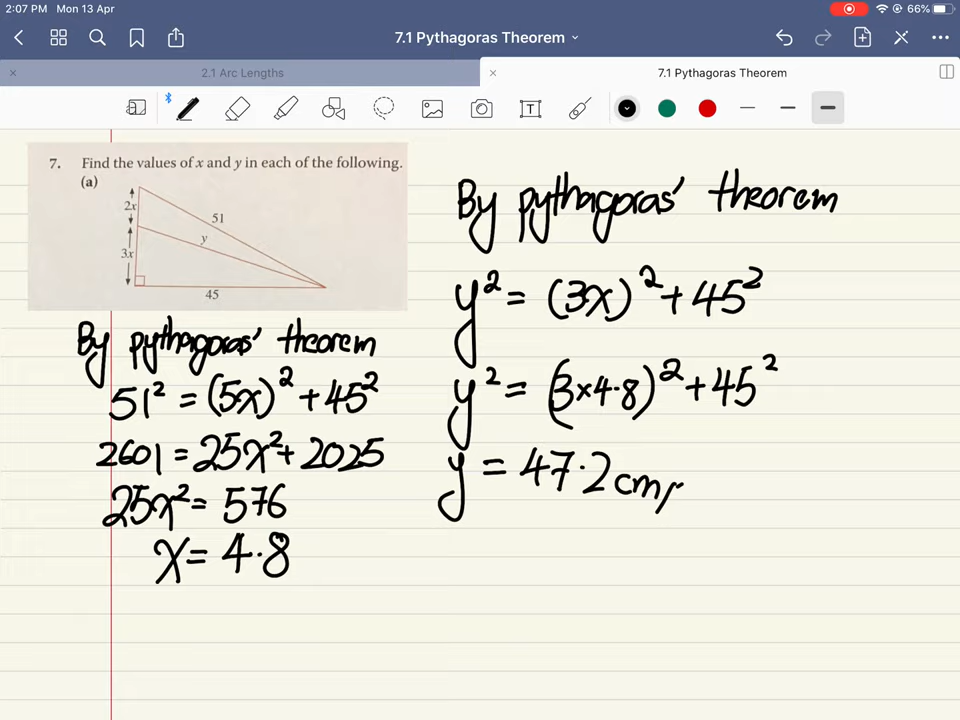 2:07 PM Mon 13 Apr
66%
7.1 Pythagoras Theorem
2.1 Arc Lengths
7.1 Pythagoras Theorem
T
7. Find the values of x and y in each of the following.
(a)
2x
51
y
3x
45
By pythagoras' theorem
51² = (5x)² + 45²
2601 = 25x² + 2025
25x² = 576
x = 4.8
By pythagoras' theorem
y² = (3x)² + 45²
y² = (3×4.8)² + 45²
y = 47.2 cm